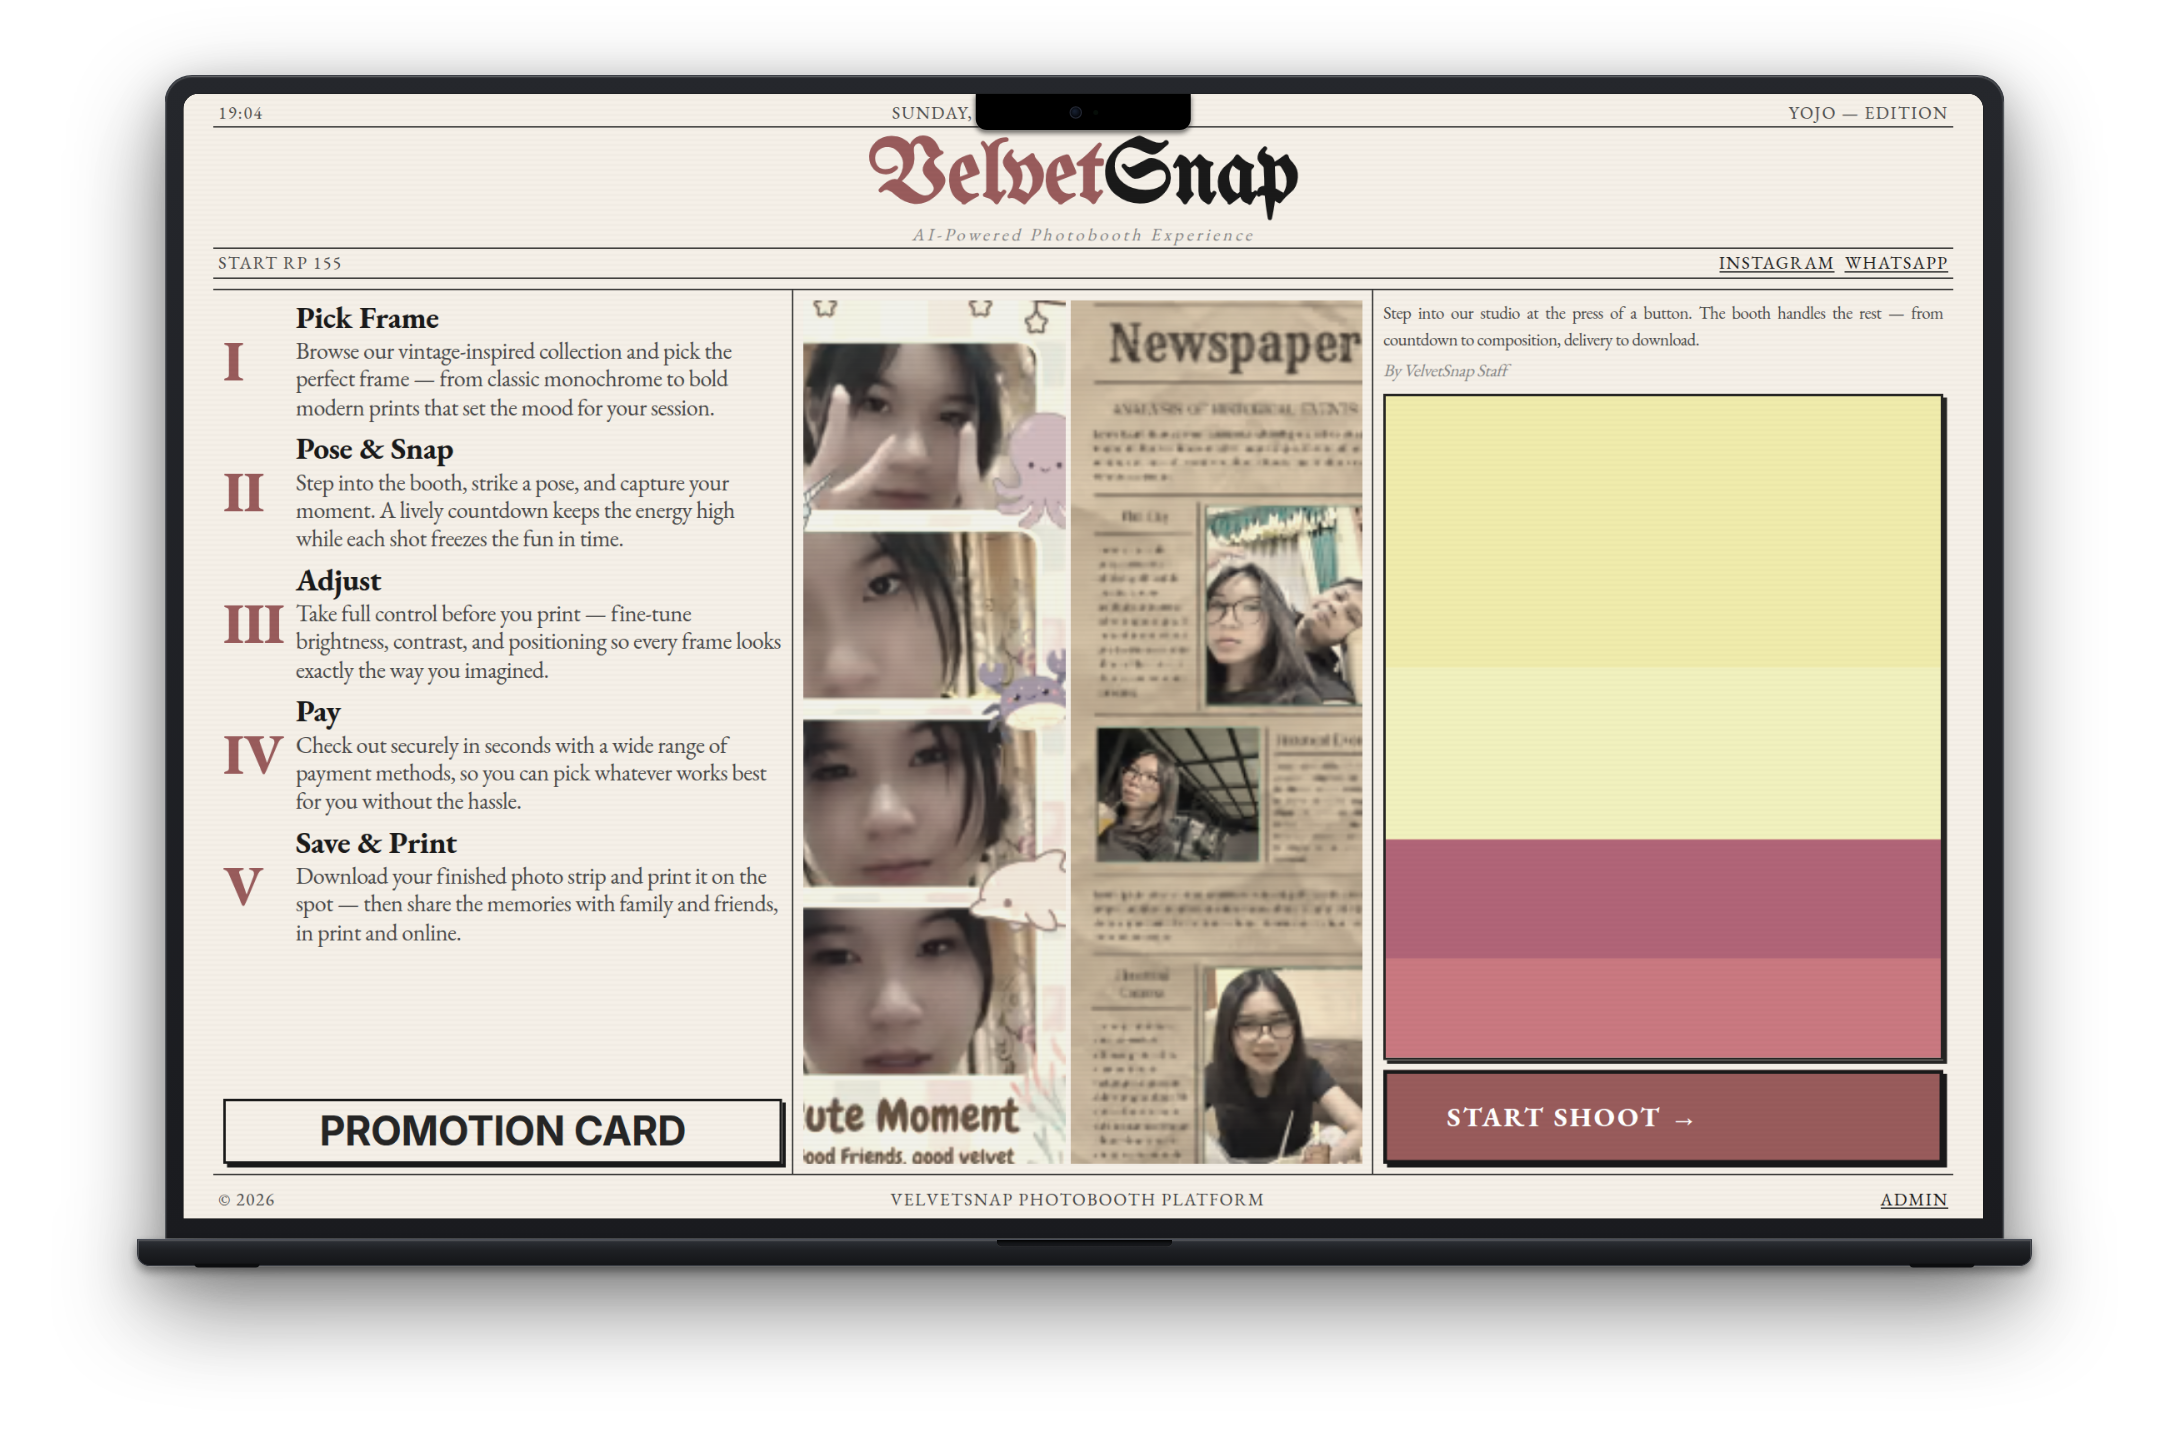 19:04
SUNDAY,
YOJO — EDITION
VelvetSnap
AI-Powered Photobooth Experience
START RP 155
INSTAGRAM WHATSAPP
Pick Frame
I
Browse our vintage-inspired collection and pick the
perfect frame — from classic monochrome to bold
modern prints that set the mood for your session.
Pose & Snap
II
Step into the booth, strike a pose, and capture your
moment. A lively countdown keeps the energy high
while each shot freezes the fun in time.
Adjust
III
Take full control before you print — fine-tune
brightness, contrast, and positioning so every frame looks
exactly the way you imagined.
Pay
IV
Check out securely in seconds with a wide range of
payment methods, so you can pick whatever works best
for you without the hassle.
Save & Print
V
Download your finished photo strip and print it on the
spot — then share the memories with family and friends,
in print and online.
PROMOTION CARD
ute Moment
ood Friends, good velvet
Newspaper
ANALYSIS OF HISTORICAL EVENTS
Step into our studio at the press of a button. The booth handles the rest — from
countdown to composition, delivery to download.
By VelvetSnap Staff
START SHOOT →
© 2026
VELVETSNAP PHOTOBOOTH PLATFORM
ADMIN